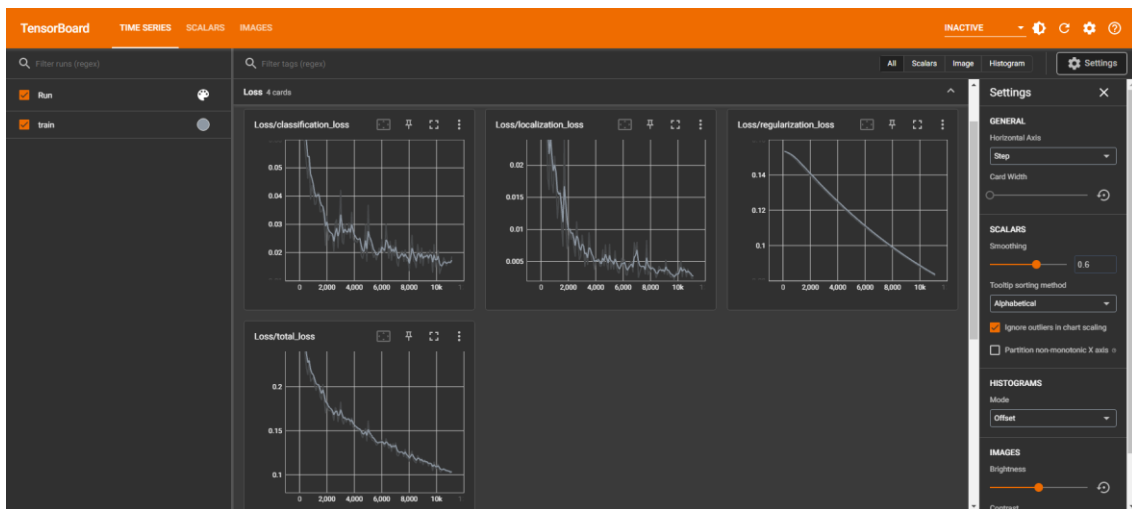 TensorBoard TIME SERIES SCALARS IMAGES INACTIVE
Filter runs (regex)
Run
train
Filter tags (regex) All Scalars Image Histogram Settings
Loss 4 cards
Loss/classification_loss
0.05
0.04
0.03
0.02
0 2,000 4,000 6,000 8,000 10k 1
Loss/localization_loss
0.02
0.015
0.01
0.005
0 2,000 4,000 6,000 8,000 10k 1
Loss/regularization_loss
0.14
0.12
0.1
0 2,000 4,000 6,000 8,000 10k 1
Loss/total_loss
0.2
0.15
0.1
0 2,000 4,000 6,000 8,000 10k 1
Settings
GENERAL
Horizontal Axis
Step
Card Width
SCALARS
Smoothing
0.6
Tooltip sorting method
Alphabetical
Ignore outliers in chart scaling
Partition non-monotonic X axis
HISTOGRAMS
Mode
Offset
IMAGES
Brightness
Contrast